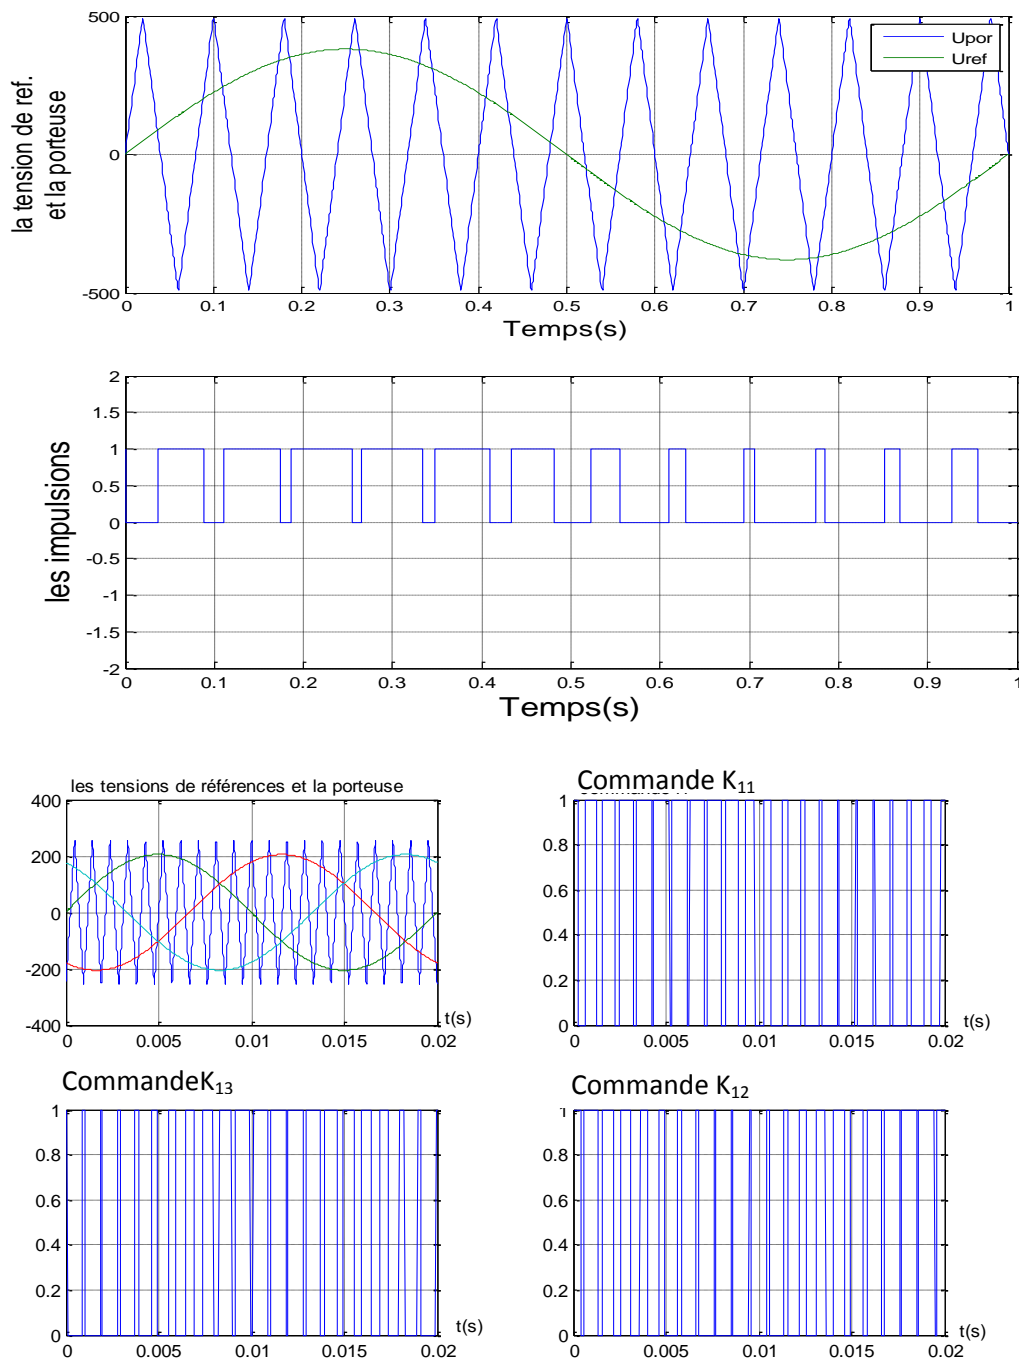 500
0
-500
la tension de ref.
et la porteuse
Upor
Uref
0 0.1 0.2 0.3 0.4 0.5 0.6 0.7 0.8 0.9 1
Temps(s)
2
1.5
1
0.5
0
-0.5
-1
-1.5
-2
les impulsions
0 0.1 0.2 0.3 0.4 0.5 0.6 0.7 0.8 0.9 1
Temps(s)
les tensions de références et la porteuse
400
200
0
-200
-400
t(s)
0 0.005 0.01 0.015 0.02
Commande K11
1
0.8
0.6
0.4
0.2
0
t(s)
0 0.005 0.01 0.015 0.02
CommandeK13
1
0.8
0.6
0.4
0.2
0
t(s)
0 0.005 0.01 0.015 0.02
Commande K12
1
0.8
0.6
0.4
0.2
0
t(s)
0 0.005 0.01 0.015 0.02